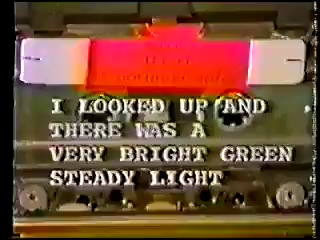 I LOOKED UP AND
THERE WAS A
VERY BRIGHT GREEN
STEADY LIGHT